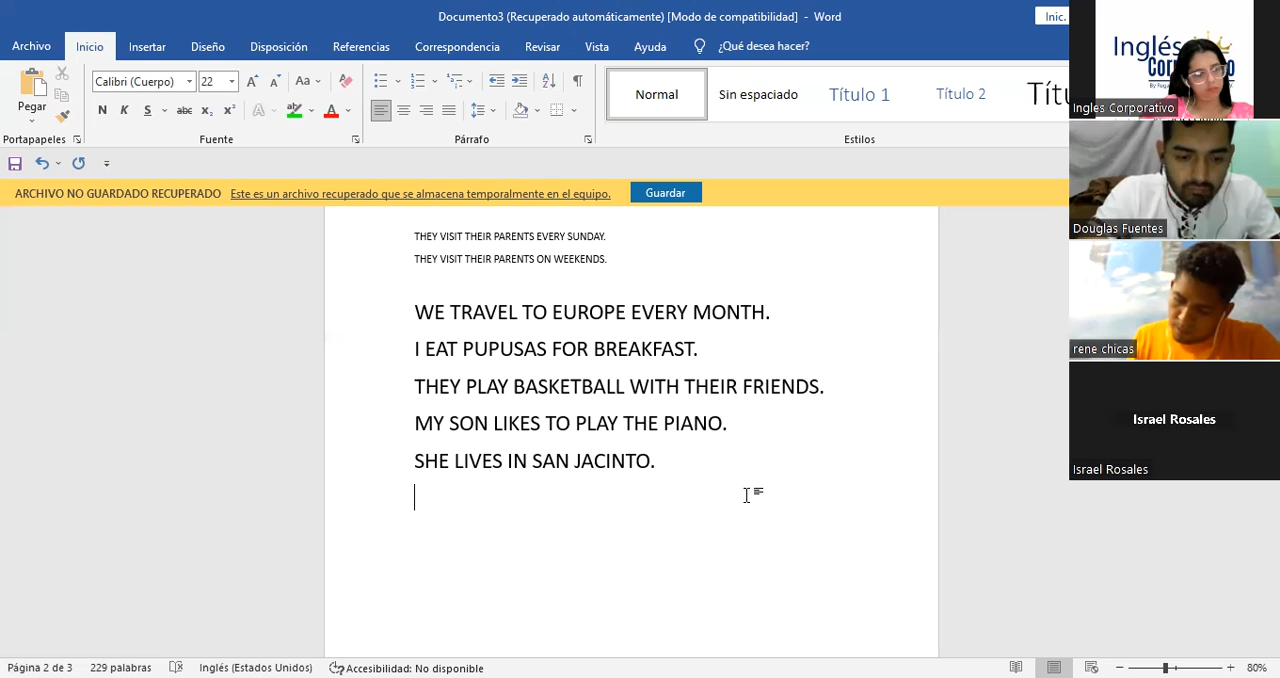 Documento3 (Recuperado automáticamente) [Modo de compatibilidad] - Word
Inic.
Archivo Inicio Insertar Diseño Disposición Referencias Correspondencia Revisar Vista Ayuda ¿Qué desea hacer?
Pegar
Calibri (Cuerpo) 22
Normal
Sin espaciado
Título 1
Título 2
Portapapeles Fuente Párrafo Estilos
ARCHIVO NO GUARDADO RECUPERADO Este es un archivo recuperado que se almacena temporalmente en el equipo. Guardar
THEY VISIT THEIR PARENTS EVERY SUNDAY.
THEY VISIT THEIR PARENTS ON WEEKENDS.
WE TRAVEL TO EUROPE EVERY MONTH.
I EAT PUPUSAS FOR BREAKFAST.
THEY PLAY BASKETBALL WITH THEIR FRIENDS.
MY SON LIKES TO PLAY THE PIANO.
SHE LIVES IN SAN JACINTO.
Página 2 de 3 229 palabras Inglés (Estados Unidos) Accesibilidad: No disponible 80%
Inglés
Ingles Corporativo
Douglas Fuentes
rene chicas
Israel Rosales
Israel Rosales